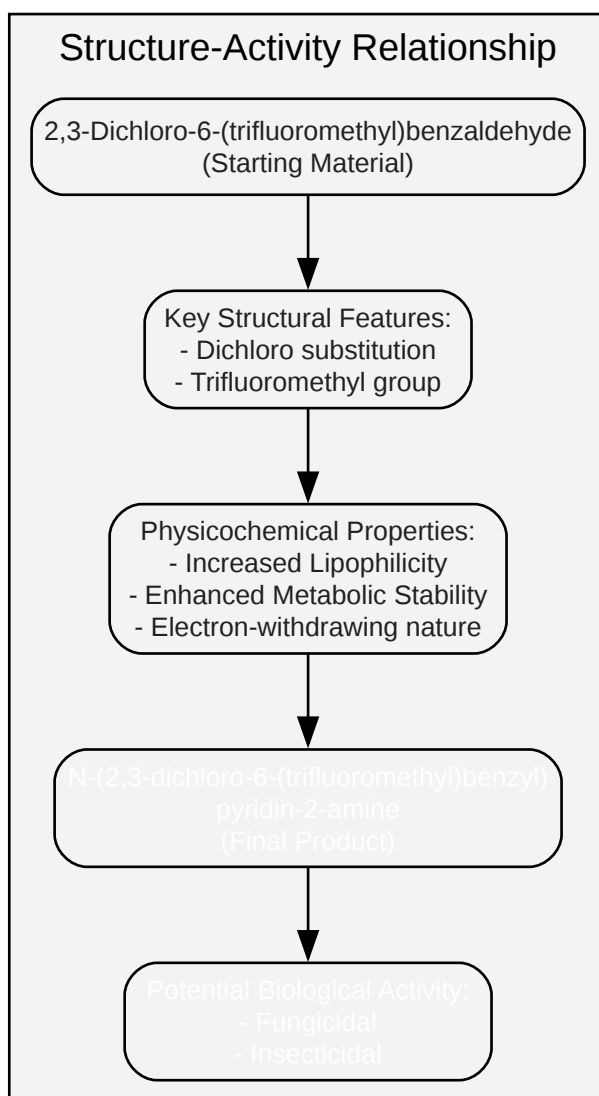 Structure-Activity Relationship
2,3-Dichloro-6-(trifluoromethyl)benzaldehyde
(Starting Material)
Key Structural Features:
- Dichloro substitution
- Trifluoromethyl group
Physicochemical Properties:
- Increased Lipophilicity
- Enhanced Metabolic Stability
- Electron-withdrawing nature
N-(2,3-dichloro-6-(trifluoromethyl)benzyl)
pyridin-2-amine
(Final Product)
Potential Biological Activity:
- Fungicidal
- Insecticidal